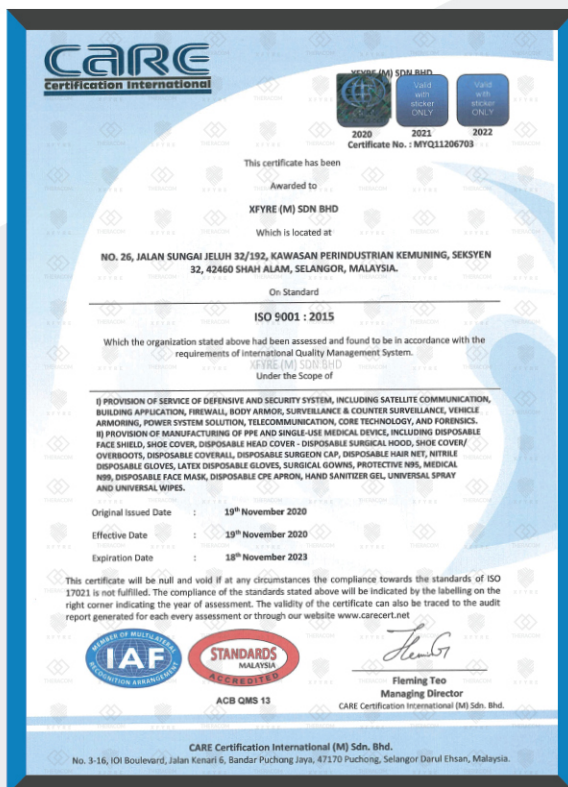 CARE
Certification International
XFYRE (M) SDN BHD
Valid with sticker ONLY
Valid with sticker ONLY
2020 2021 2022
Certificate No. : MYQ11206703
This certificate has been
Awarded to
XFYRE (M) SDN BHD
Which is located at
NO. 26, JALAN SUNGAI JELUH 32/192, KAWASAN PERINDUSTRIAN KEMUNING, SEKSYEN
32, 42460 SHAH ALAM, SELANGOR, MALAYSIA.
On Standard
ISO 9001 : 2015
Which the organization stated above had been assessed and found to be in accordance with the
requirements of international Quality Management System.
XFYRE (M) SDN BHD
Under the Scope of
I) PROVISION OF SERVICE OF DEFENSIVE AND SECURITY SYSTEM, INCLUDING SATELLITE COMMUNICATION,
BUILDING APPLICATION, FIREWALL, BODY ARMOR, SURVEILLANCE & COUNTER SURVEILLANCE, VEHICLE
ARMORING, POWER SYSTEM SOLUTION, TELECOMMUNICATION, CORE TECHNOLOGY, AND FORENSICS.
II) PROVISION OF MANUFACTURING OF PPE AND SINGLE-USE MEDICAL DEVICE, INCLUDING DISPOSABLE
FACE SHIELD, SHOE COVER, DISPOSABLE HEAD COVER - DISPOSABLE SURGICAL HOOD, SHOE COVER/
OVERBOOTS, DISPOSABLE COVERALL, DISPOSABLE SURGEON CAP, DISPOSABLE HAIR NET, NITRILE
DISPOSABLE GLOVES, LATEX DISPOSABLE GLOVES, SURGICAL GOWNS, PROTECTIVE N95, MEDICAL
N99, DISPOSABLE FACE MASK, DISPOSABLE CPE APRON, HAND SANITIZER GEL, UNIVERSAL SPRAY
AND UNIVERSAL WIPES.
Original Issued Date : 19th November 2020
Effective Date : 19th November 2020
Expiration Date : 18th November 2023
This certificate will be null and void if at any circumstances the compliance towards the standards of ISO
17021 is not fulfilled. The compliance of the standards stated above will be indicated by the labelling on the
right corner indicating the year of assessment. The validity of the certificate can also be traced to the audit
report generated for each every assessment or through our website www.carecert.net
MEMBER OF MULTILATERAL
IAF
RECOGNITION ARRANGEMENT
STANDARDS
MALAYSIA
ACCREDITED
ACB QMS 13
Fleming Teo
Managing Director
CARE Certification International (M) Sdn. Bhd.
CARE Certification International (M) Sdn. Bhd.
No. 3-16, IOI Boulevard, Jalan Kenari 6, Bandar Puchong Jaya, 47170 Puchong, Selangor Darul Ehsan, Malaysia.